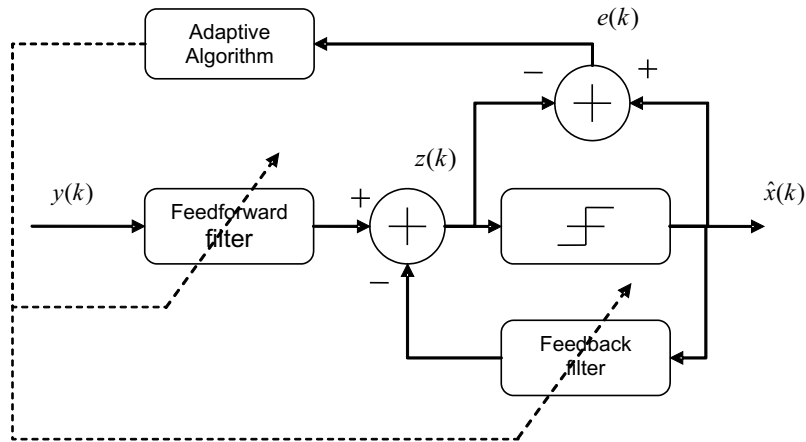 e(k)
Adaptive
Algorithm
−
+
z(k)
y(k)
x̂(k)
+
Feedforward
filter
−
Feedback
filter